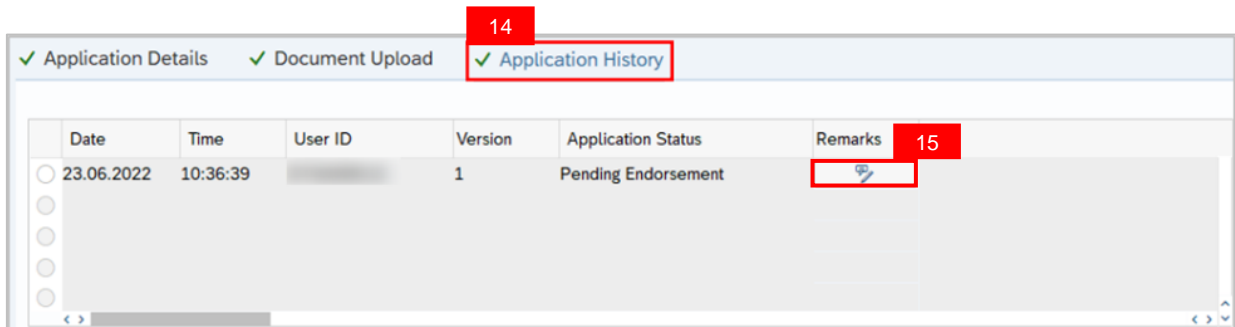 14
Application Details Document Upload Application History
Date Time User ID Version Application Status Remarks 15
23.06.2022 10:36:39 1 Pending Endorsement